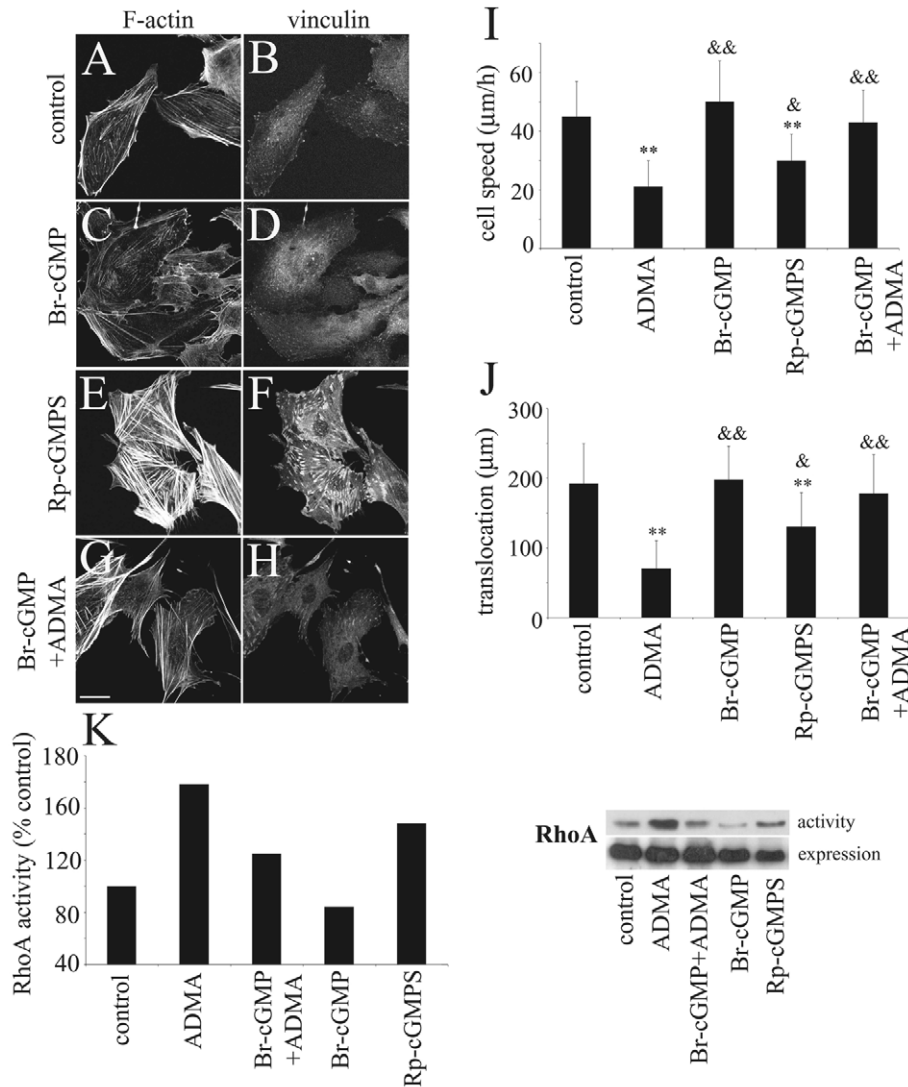 F-actin vinculin
control
A B
Br-cGMP
C D
Rp-cGMPS
E F
Br-cGMP
+ADMA
G H
I
cell speed (µm/h)
60
40
20
0
&&
&
&&
**
**
control
ADMA
Br-cGMP
Rp-cGMPS
Br-cGMP
+ADMA
J
translocation (µm)
300
200
100
0
&&
&
&&
**
**
control
ADMA
Br-cGMP
Rp-cGMPS
Br-cGMP
+ADMA
K
RhoA activity (% control)
180
160
120
80
40
control
ADMA
Br-cGMP
+ADMA
Br-cGMP
Rp-cGMPS
RhoA
activity
expression
control
ADMA
Br-cGMP+ADMA
Br-cGMP
Rp-cGMPS